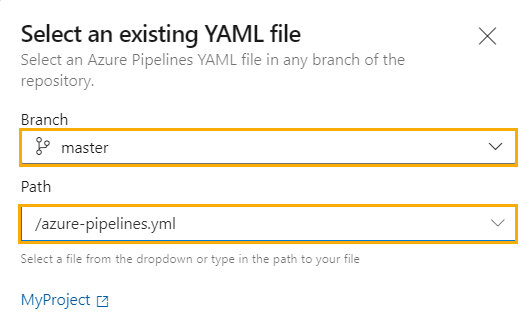 Select an existing YAML file
Select an Azure Pipelines YAML file in any branch of the
repository.
Branch
master
Path
/azure-pipelines.yml
Select a file from the dropdown or type in the path to your file
MyProject